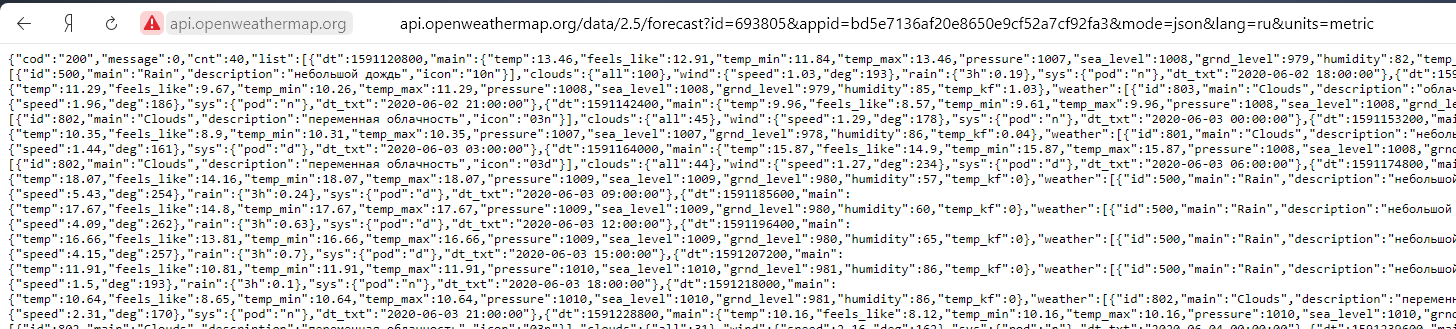 Я api.openweathermap.org api.openweathermap.org/data/2.5/forecast?id=693805&appid=bd5e7136af20e8650e9cf52a7cf92fa3&mode=json&lang=ru&units=metric
{"cod":"200","message":0,"cnt":40,"list":[{"dt":1591120800,"main":{"temp":13.46,"feels_like":12.91,"temp_min":11.84,"temp_max":13.46,"pressure":1007,"sea_level":1008,"grnd_level":979,"humidity":82,"temp_
[{"id":500,"main":"Rain","description":"небольшой дождь","icon":"10n"}],"clouds":{"all":100},"wind":{"speed":1.03,"deg":193},"rain":{"3h":0.19},"sys":{"pod":"n"},"dt_txt":"2020-06-02 18:00:00"},{"dt":159
{"temp":11.29,"feels_like":9.67,"temp_min":10.26,"temp_max":11.29,"pressure":1008,"sea_level":1008,"grnd_level":979,"humidity":85,"temp_kf":1.03},"weather":[{"id":803,"main":"Clouds","description":"обла
{"speed":1.96,"deg":186},"sys":{"pod":"n"},"dt_txt":"2020-06-02 21:00:00"},{"dt":1591142400,"main":{"temp":9.96,"feels_like":8.57,"temp_min":9.61,"temp_max":9.96,"pressure":1008,"sea_level":1008,"grnd_l
[{"id":802,"main":"Clouds","description":"переменная облачность","icon":"03n"}],"clouds":{"all":45},"wind":{"speed":1.29,"deg":178},"sys":{"pod":"n"},"dt_txt":"2020-06-03 00:00:00"},{"dt":1591153200,"ma
{"temp":10.35,"feels_like":8.9,"temp_min":10.31,"temp_max":10.35,"pressure":1007,"sea_level":1007,"grnd_level":978,"humidity":86,"temp_kf":0.04},"weather":[{"id":801,"main":"Clouds","description":"небол
{"speed":1.44,"deg":161},"sys":{"pod":"d"},"dt_txt":"2020-06-03 03:00:00"},{"dt":1591164000,"main":{"temp":15.87,"feels_like":14.9,"temp_min":15.87,"temp_max":15.87,"pressure":1008,"sea_level":1008,"grn
[{"id":802,"main":"Clouds","description":"переменная облачность","icon":"03d"}],"clouds":{"all":44},"wind":{"speed":1.27,"deg":234},"sys":{"pod":"d"},"dt_txt":"2020-06-03 06:00:00"},{"dt":1591174800,"ma
{"temp":18.07,"feels_like":14.16,"temp_min":18.07,"temp_max":18.07,"pressure":1009,"sea_level":1009,"grnd_level":980,"humidity":57,"temp_kf":0},"weather":[{"id":500,"main":"Rain","description":"небольшо
{"speed":5.43,"deg":254},"rain":{"3h":0.24},"sys":{"pod":"d"},"dt_txt":"2020-06-03 09:00:00"},{"dt":1591185600,"main":
{"temp":17.67,"feels_like":14.8,"temp_min":17.67,"temp_max":17.67,"pressure":1009,"sea_level":1009,"grnd_level":980,"humidity":60,"temp_kf":0},"weather":[{"id":500,"main":"Rain","description":"небольшой
{"speed":4.09,"deg":262},"rain":{"3h":0.63},"sys":{"pod":"d"},"dt_txt":"2020-06-03 12:00:00"},{"dt":1591196400,"main":
{"temp":16.66,"feels_like":13.81,"temp_min":16.66,"temp_max":16.66,"pressure":1009,"sea_level":1009,"grnd_level":980,"humidity":65,"temp_kf":0},"weather":[{"id":500,"main":"Rain","description":"небольшо
{"speed":4.15,"deg":257},"rain":{"3h":0.7},"sys":{"pod":"d"},"dt_txt":"2020-06-03 15:00:00"},{"dt":1591207200,"main":
{"temp":11.91,"feels_like":10.81,"temp_min":11.91,"temp_max":11.91,"pressure":1010,"sea_level":1010,"grnd_level":981,"humidity":86,"temp_kf":0},"weather":[{"id":500,"main":"Rain","description":"небольшо
{"speed":1.5,"deg":193},"rain":{"3h":0.1},"sys":{"pod":"n"},"dt_txt":"2020-06-03 18:00:00"},{"dt":1591218000,"main":
{"temp":10.64,"feels_like":8.65,"temp_min":10.64,"temp_max":10.64,"pressure":1010,"sea_level":1010,"grnd_level":981,"humidity":86,"temp_kf":0},"weather":[{"id":802,"main":"Clouds","description":"перемен
{"speed":2.31,"deg":170},"sys":{"pod":"n"},"dt_txt":"2020-06-03 21:00:00"},{"dt":1591228800,"main":{"temp":10.16,"feels_like":8.12,"temp_min":10.16,"temp_max":10.16,"pressure":1010,"sea_level":1010,"grn